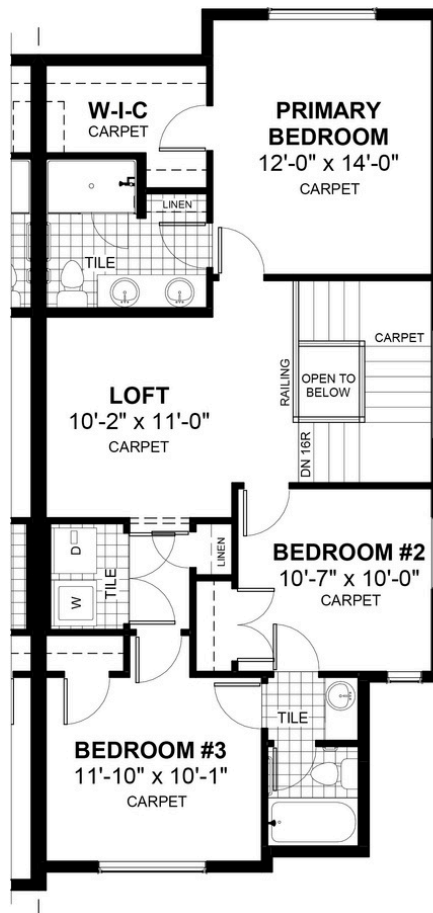 W-I-C
CARPET
PRIMARY
BEDROOM
12'-0" x 14'-0"
CARPET
LINEN
TILE
CARPET
RAILING
OPEN TO
BELOW
DN 16R
LOFT
10'-2" x 11'-0"
CARPET
D
W
TILE
LINEN
BEDROOM #2
10'-7" x 10'-0"
CARPET
TILE
BEDROOM #3
11'-10" x 10'-1"
CARPET